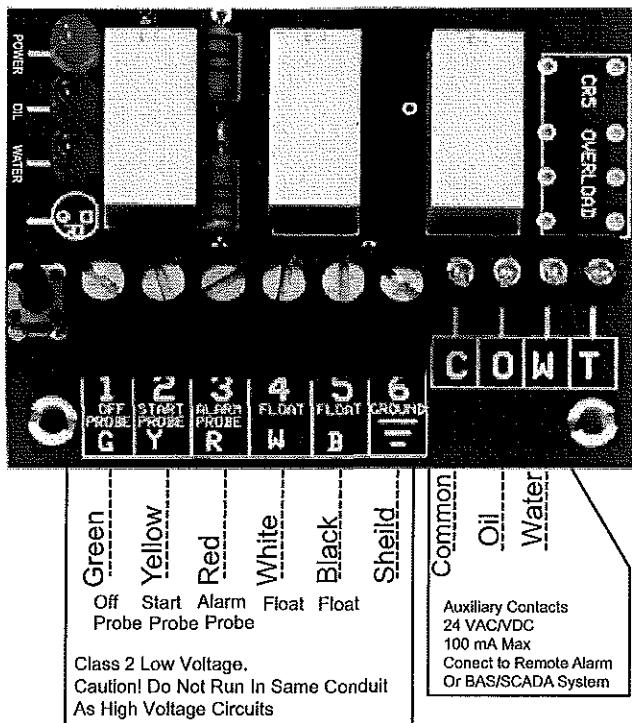 POWER
OIL
WATER
CR5 OVERLOAD
1 2 3 4 5 6
OFF PROBE
START PROBE
ALARM PROBE
FLOAT
FLOAT
GROUND
G Y R W B
C O W T
Green
Yellow
Red
White
Black
Sheild
Off Probe
Start Probe
Alarm Probe
Float
Float
Common
Oil
Water
Class 2 Low Voltage.
Caution! Do Not Run In Same Conduit
As High Voltage Circuits
Auxiliary Contacts
24 VAC/VDC
100 mA Max
Conect to Remote Alarm
Or BAS/SCADA System